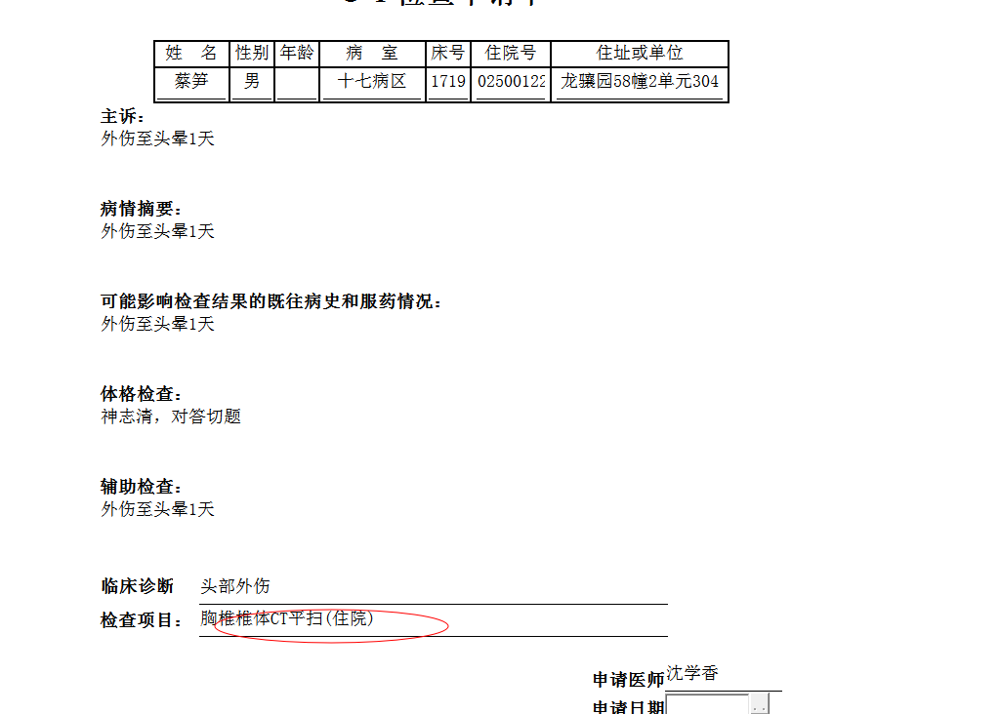 姓 名 性别 年龄 病 室 床号 住院号 住址或单位
蔡笋 男 十七病区 1719 02500122 龙骧园58幢2单元304
主诉：
外伤至头晕1天
病情摘要：
外伤至头晕1天
可能影响检查结果的既往病史和服药情况：
外伤至头晕1天
体格检查：
神志清，对答切题
辅助检查：
外伤至头晕1天
临床诊断 头部外伤
检查项目： 胸椎椎体CT平扫(住院)
申请医师 沈学香
申请日期 ..